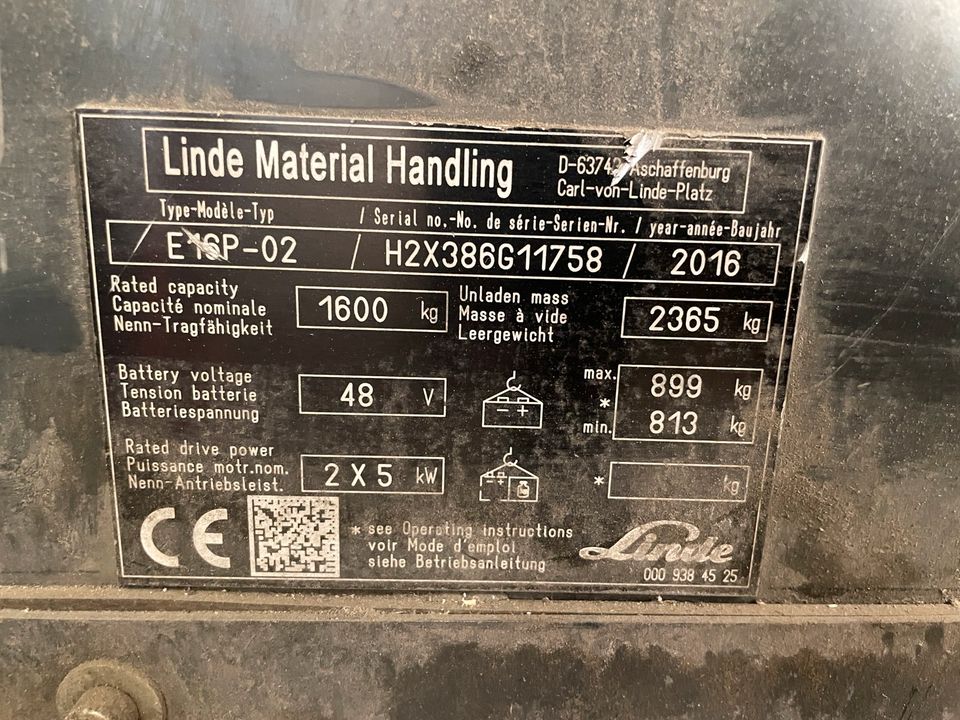 Linde Material Handling
D-63742 Aschaffenburg
Carl-von-Linde-Platz
Type-Modèle-Typ / Serial no.-No. de série-Serien-Nr. / year-année-Baujahr
E16P-02 / H2X386G11758 / 2016
Rated capacity
Capacité nominale
Nenn-Tragfähigkeit
1600 kg
Unladen mass
Masse à vide
Leergewicht
2365 kg
Battery voltage
Tension batterie
Batteriespannung
48 V
- +
max. 899 kg
*
min. 813 kg
Rated drive power
Puissance motr.nom.
Nenn-Antriebsleist.
2 X 5 kW
- +
* kg
CE
* see Operating instructions
voir Mode d'emploi
siehe Betriebsanleitung
Linde
000 938 45 25